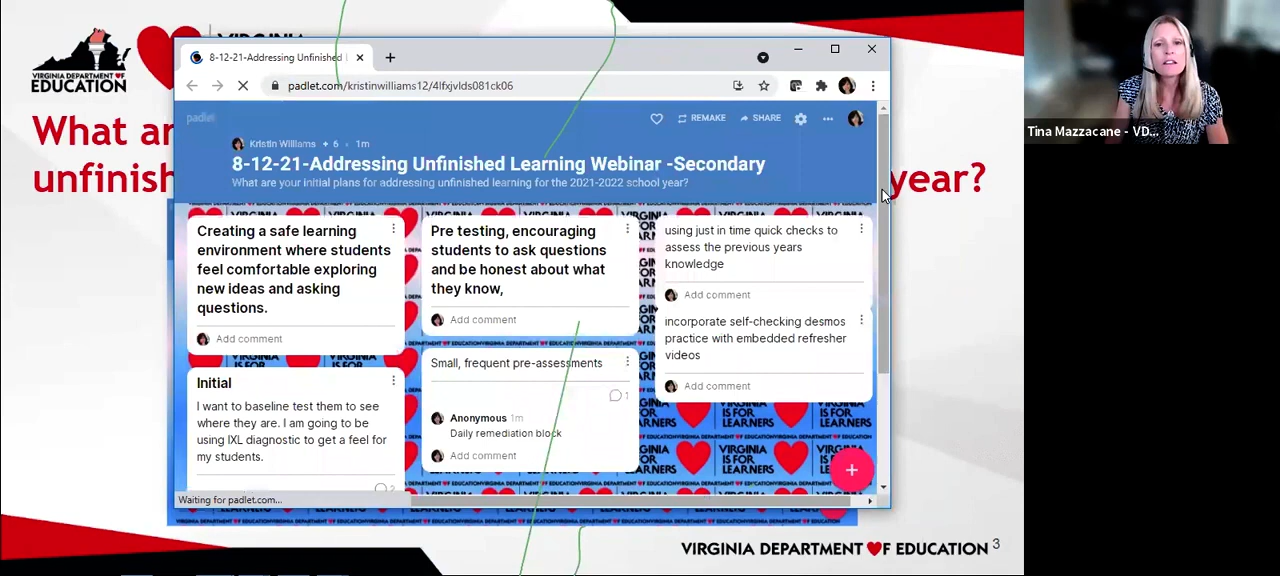 VIRGINIA DEPARTMENT OF EDUCATION
What ar
unfinish
year?
8-12-21-Addressing Unfinished
padlet.com/kristinwilliams12/4lfxjvlds081ck06
padlet
REMAKE
SHARE
Kristin Williams + 6 · 1m
8-12-21-Addressing Unfinished Learning Webinar -Secondary
What are your initial plans for addressing unfinished learning for the 2021-2022 school year?
Creating a safe learning
environment where students
feel comfortable exploring
new ideas and asking
questions.
Add comment
Initial
I want to baseline test them to see
where they are. I am going to be
using IXL diagnostic to get a feel for
my students.
2
Pre testing, encouraging
students to ask questions
and be honest about what
they know,
Add comment
Small, frequent pre-assessments
1
Anonymous 1m
Daily remediation block
Add comment
using just in time quick checks to
assess the previous years
knowledge
Add comment
incorporate self-checking desmos
practice with embedded refresher
videos
Add comment
VIRGINIA
IS FOR
LEARNERS
Waiting for padlet.com...
VIRGINIA DEPARTMENT OF EDUCATION 3
Tina Mazzacane - VD...